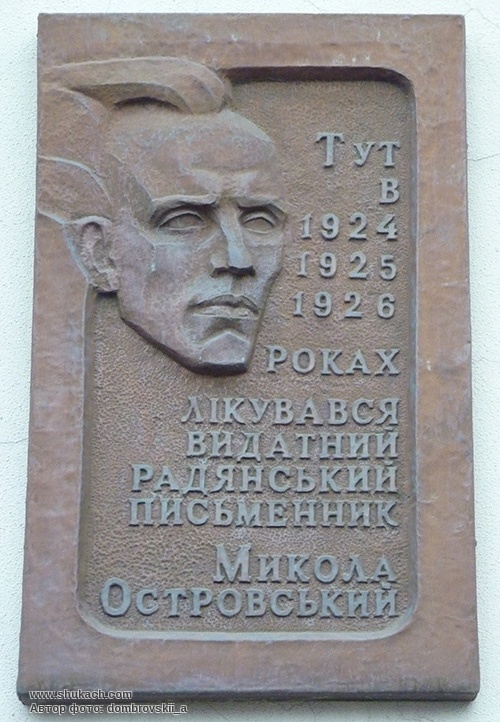 Тут
в
1924
1925
1926
роках
лікувався
видатний
радянський
письменник
Микола
Островський
www.shukach.com
Автор фото: dombrovskii_a